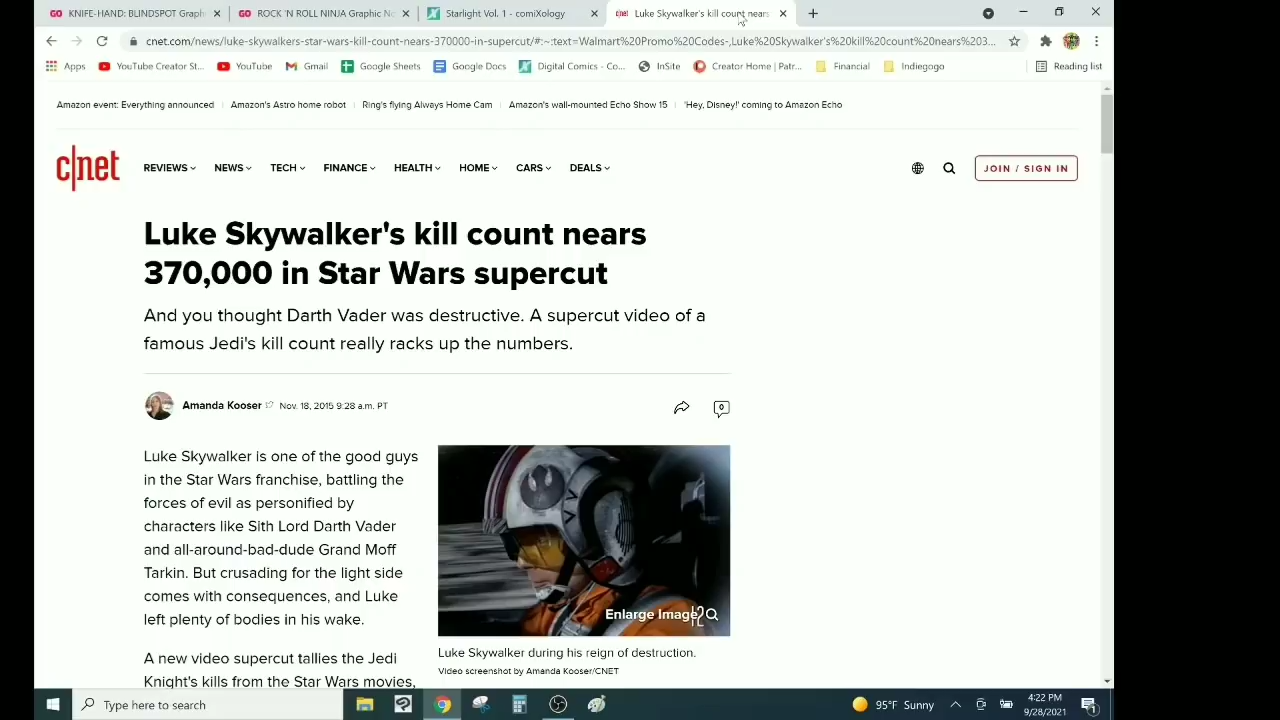 KNIFE-HAND: BLINDSPOT Graph
ROCK 'N ROLL NINJA Graphic No
Starlight Vol. 1 - comiXology
cnet Luke Skywalker's kill count nears
cnet.com/news/luke-skywalkers-star-wars-kill-count-nears-370000-in-supercut/#:~:text=Walmart%20Promo%20Codes-,Luke%20Skywalker's%20kill%20count%20nears%203...
Apps
YouTube Creator St...
YouTube
Gmail
Google Sheets
Google Docs
Digital Comics - Co...
InSite
Creator Home | Patr...
Financial
Indiegogo
Reading list
Amazon event: Everything announced
Amazon's Astro home robot
Ring's flying Always Home Cam
Amazon's wall-mounted Echo Show 15
'Hey, Disney!' coming to Amazon Echo
c|net
REVIEWS
NEWS
TECH
FINANCE
HEALTH
HOME
CARS
DEALS
JOIN / SIGN IN
Luke Skywalker's kill count nears
370,000 in Star Wars supercut
And you thought Darth Vader was destructive. A supercut video of a
famous Jedi's kill count really racks up the numbers.
Amanda Kooser
Nov. 18, 2015 9:28 a.m. PT
0
Luke Skywalker is one of the good guys
in the Star Wars franchise, battling the
forces of evil as personified by
characters like Sith Lord Darth Vader
and all-around-bad-dude Grand Moff
Tarkin. But crusading for the light side
comes with consequences, and Luke
left plenty of bodies in his wake.
A new video supercut tallies the Jedi
Knight's kills from the Star Wars movies,
Enlarge Image
Luke Skywalker during his reign of destruction.
Video screenshot by Amanda Kooser/CNET
Type here to search
95°F Sunny
4:22 PM
9/28/2021
1